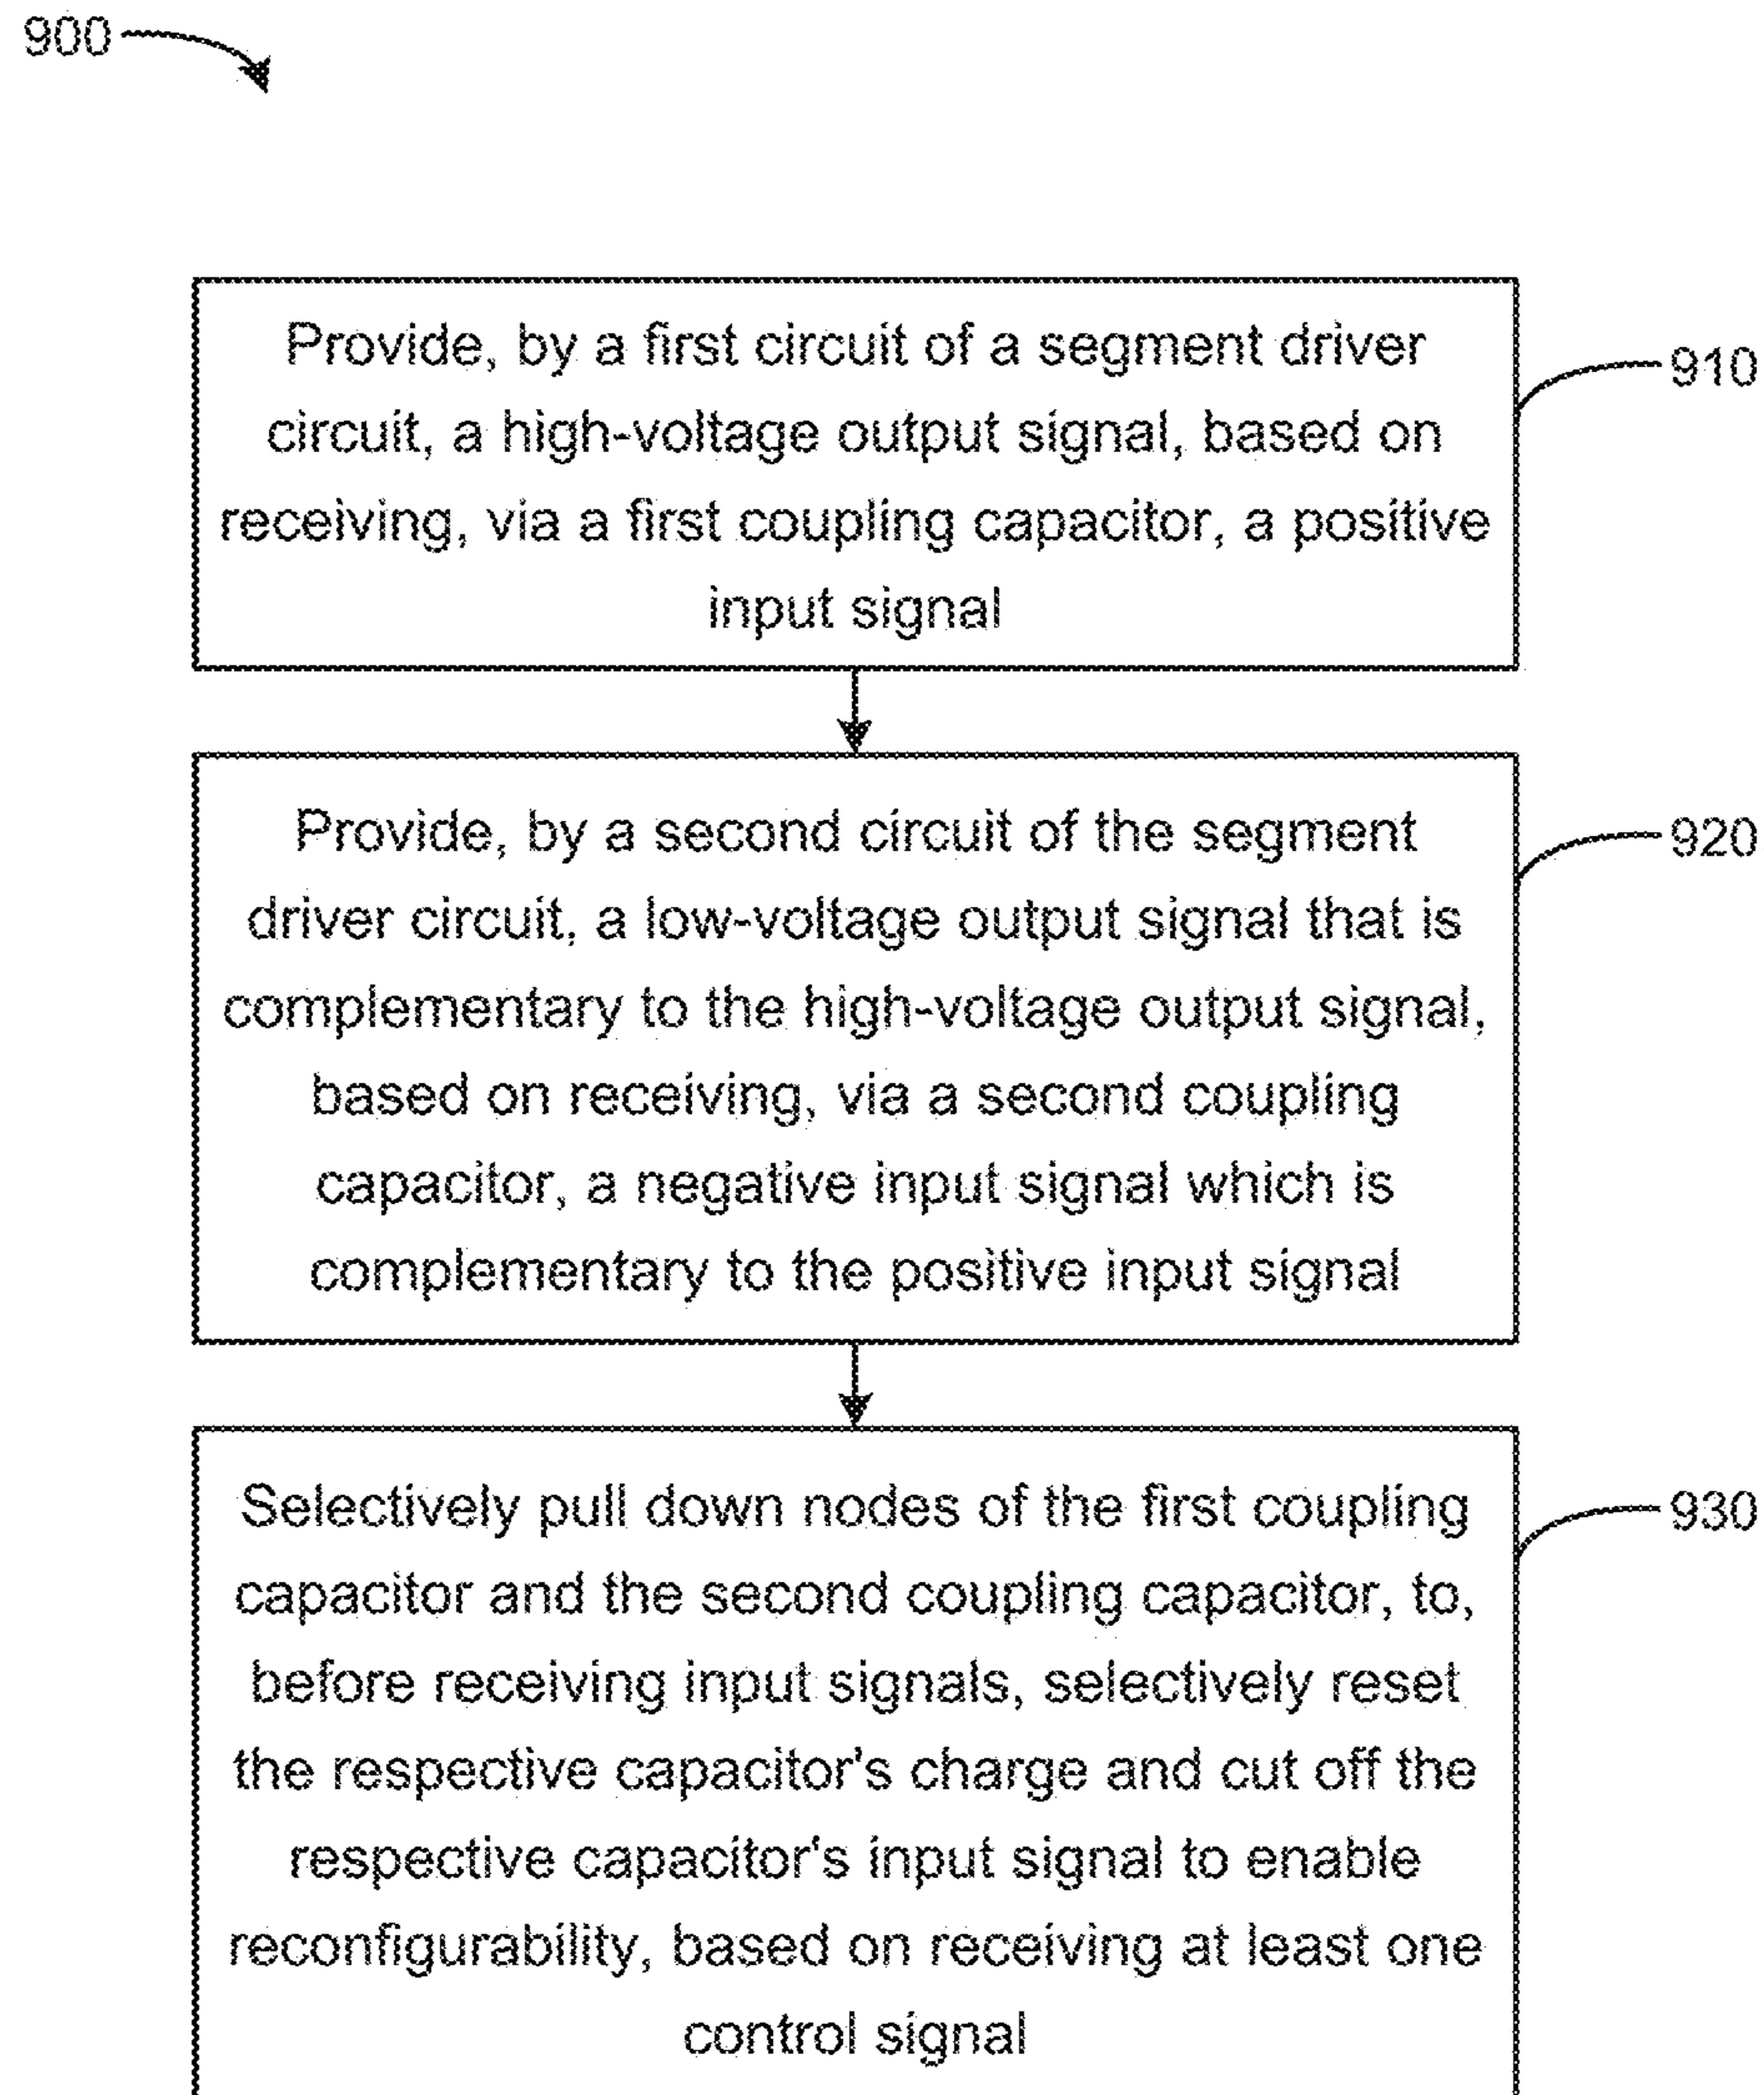 900
Provide, by a first circuit of a segment driver
circuit, a high-voltage output signal, based on
receiving, via a first coupling capacitor, a positive
input signal
910
Provide, by a second circuit of the segment
driver circuit, a low-voltage output signal that is
complementary to the high-voltage output signal,
based on receiving, via a second coupling
capacitor, a negative input signal which is
complementary to the positive input signal
920
Selectively pull down nodes of the first coupling
capacitor and the second coupling capacitor, to,
before receiving input signals, selectively reset
the respective capacitor's charge and cut off the
respective capacitor's input signal to enable
reconfigurability, based on receiving at least one
control signal
930